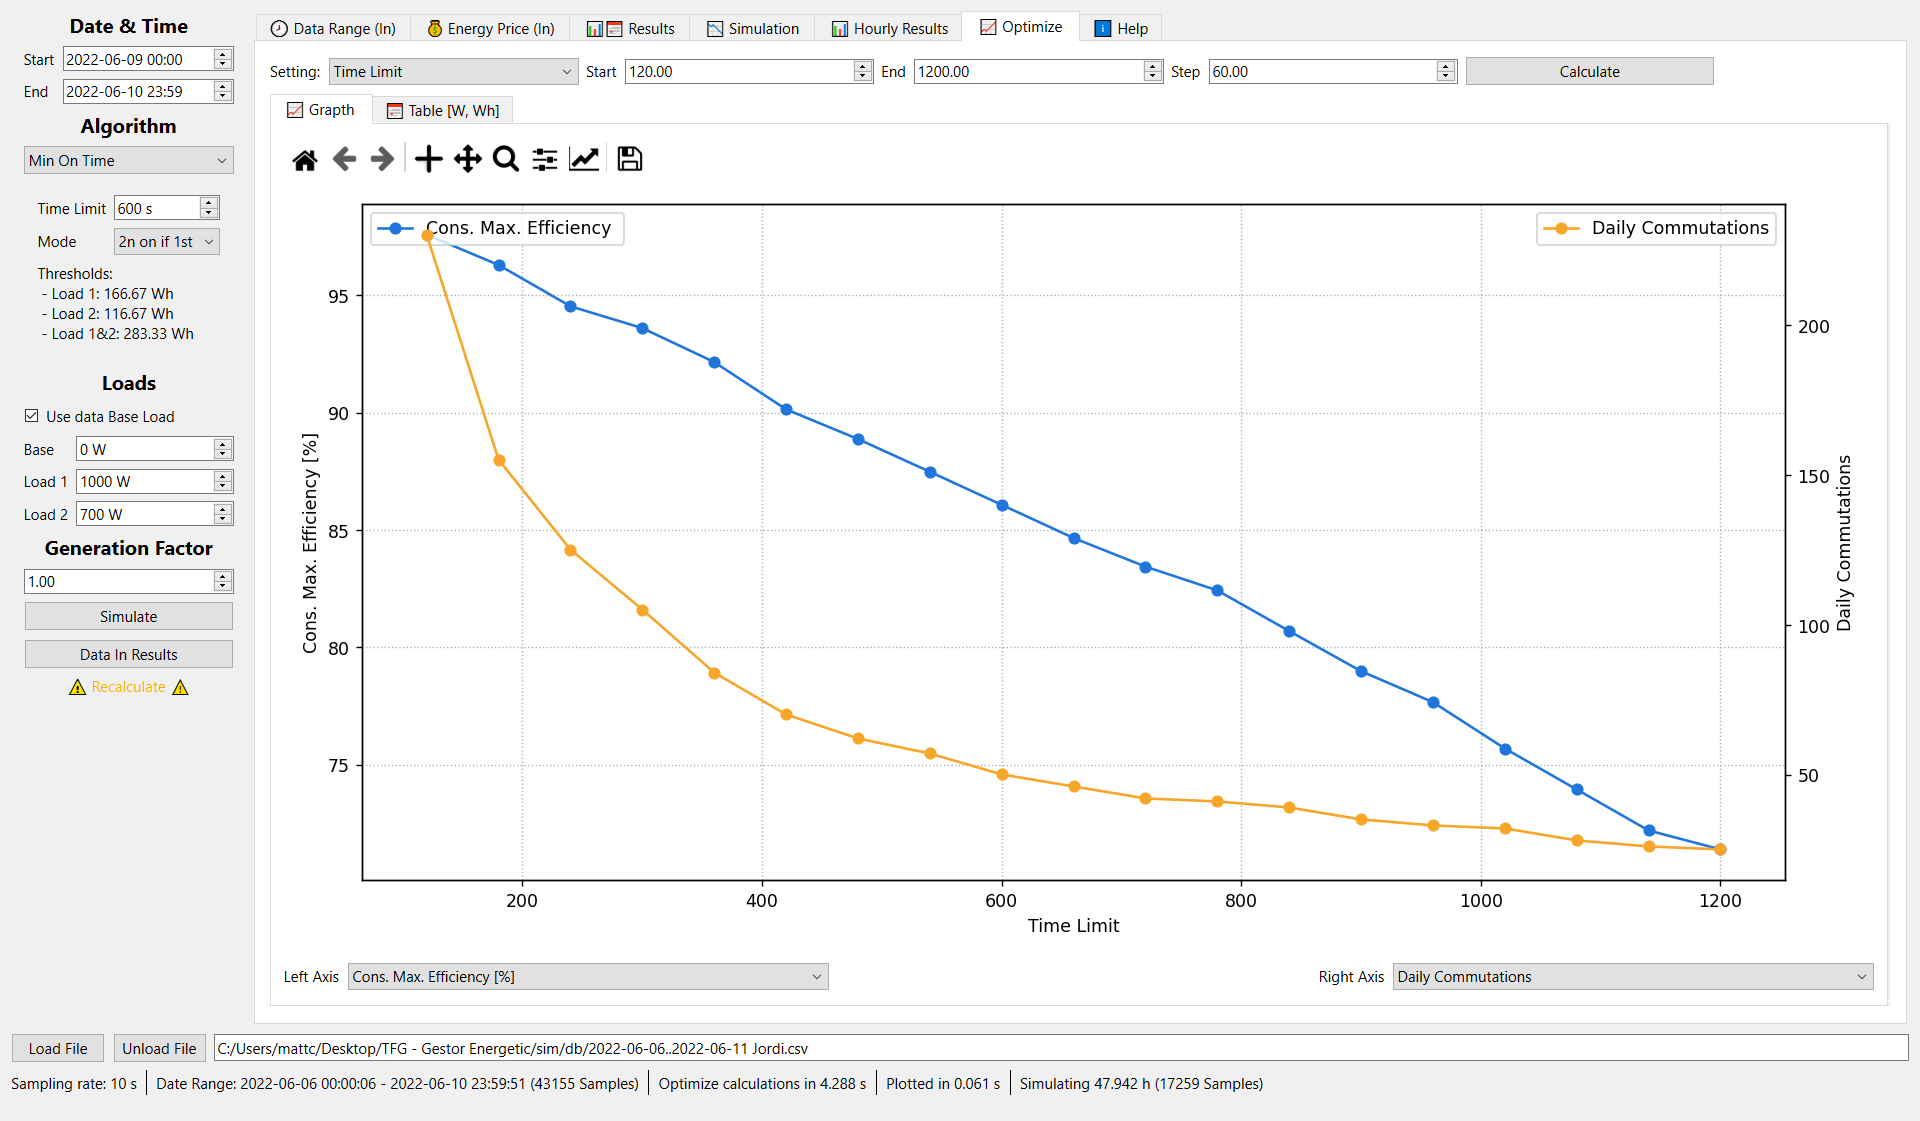 Date & Time
Start 2022-06-09 00:00
End 2022-06-10 23:59
Algorithm
Min On Time
Time Limit 600 s
Mode 2n on if 1st
Thresholds:
- Load 1: 166.67 Wh
- Load 2: 116.67 Wh
- Load 1&2: 283.33 Wh
Loads
Use data Base Load
Base 0 W
Load 1 1000 W
Load 2 700 W
Generation Factor
1.00
Simulate
Data In Results
Recalculate
Data Range (In) Energy Price (In) Results Simulation Hourly Results Optimize Help
Setting: Time Limit Start 120.00 End 1200.00 Step 60.00 Calculate
Grapth Table [W, Wh]
Cons. Max. Efficiency Daily Commutations
95
90
85
80
75
Cons. Max. Efficiency [%]
200
150
100
50
Daily Commutations
200 400 600 800 1000 1200
Time Limit
Left Axis Cons. Max. Efficiency [%] Right Axis Daily Commutations
Load File Unload File C:/Users/mattc/Desktop/TFG - Gestor Energetic/sim/db/2022-06-06..2022-06-11 Jordi.csv
Sampling rate: 10 s Date Range: 2022-06-06 00:00:06 - 2022-06-10 23:59:51 (43155 Samples) Optimize calculations in 4.288 s Plotted in 0.061 s Simulating 47.942 h (17259 Samples)